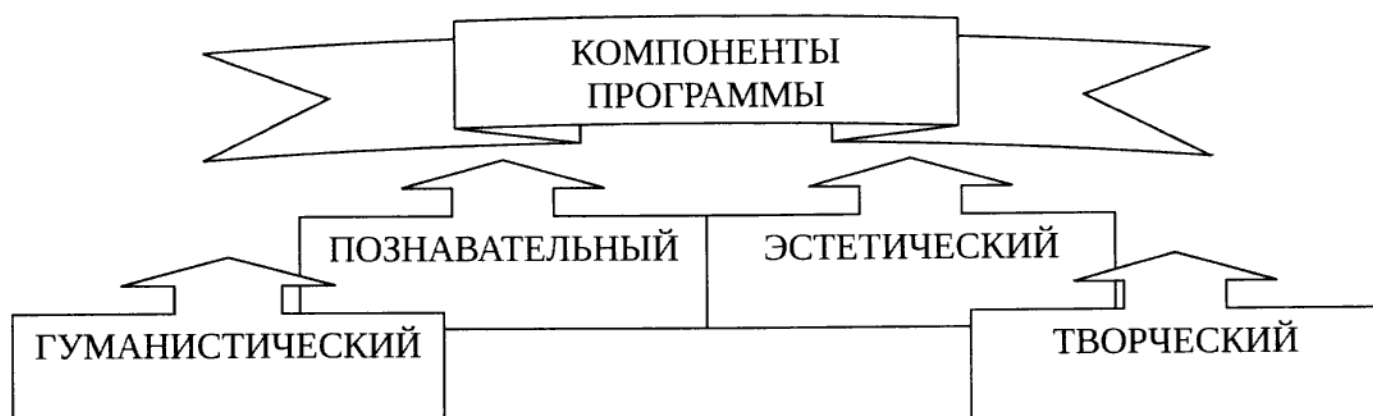 КОМПОНЕНТЫ
ПРОГРАММЫ
ПОЗНАВАТЕЛЬНЫЙ
ЭСТЕТИЧЕСКИЙ
ГУМАНИСТИЧЕСКИЙ
ТВОРЧЕСКИЙ